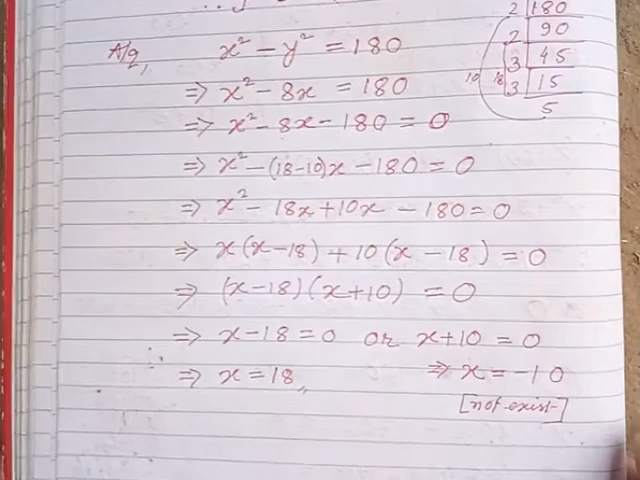 A/q, x² - y² = 180
⇒ x² - 8x = 180
⇒ x² - 8x - 180 = 0
⇒ x² - (18-10)x - 180 = 0
⇒ x² - 18x + 10x - 180 = 0
⇒ x(x-18) + 10(x-18) = 0
⇒ (x-18)(x+10) = 0
⇒ x-18 = 0 or x+10 = 0
⇒ x = 18,, ⇒ x = -10
[not exist]
2 | 180
2 | 90
3 | 45
10 18 3 | 15
5